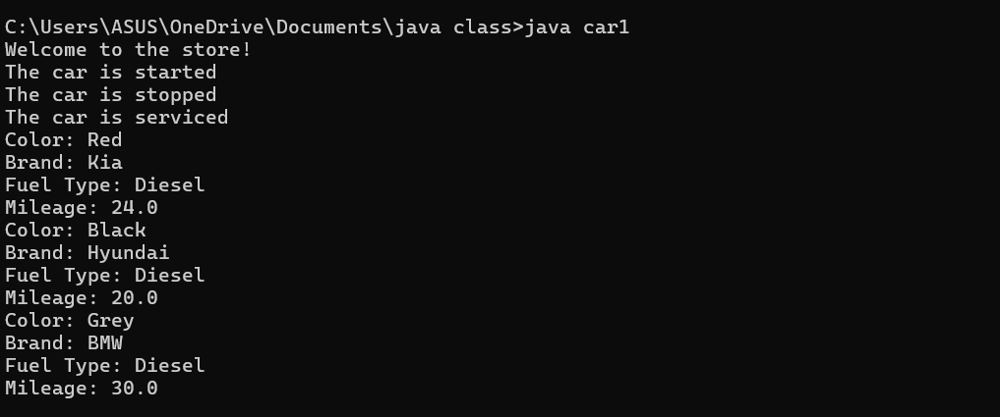 C:\Users\ASUS\OneDrive\Documents\java class>java car1
Welcome to the store!
The car is started
The car is stopped
The car is serviced
Color: Red
Brand: Kia
Fuel Type: Diesel
Mileage: 24.0
Color: Black
Brand: Hyundai
Fuel Type: Diesel
Mileage: 20.0
Color: Grey
Brand: BMW
Fuel Type: Diesel
Mileage: 30.0